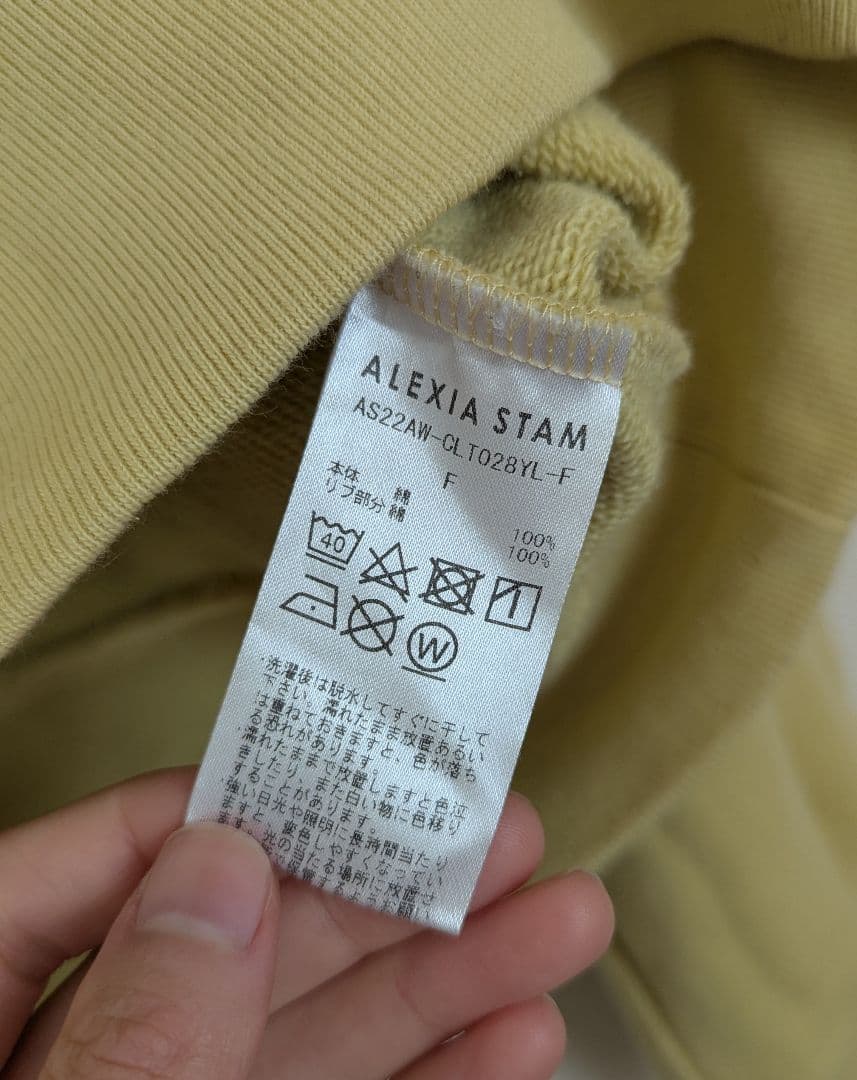 ALEXIA STAM
AS22AW-CLT028YL-F
F
本体 綿 100%
リブ部分 綿 100%
40
W
・洗濯後は脱水してすぐに干して
下さい。濡れたまま放置あるい
は重ねておきますと、色が落ち
る恐れがあります。
・濡れたままで放置しますと色泣
きしたり、また白い物に色移り
することがあります。
・強い日光や照明に長時間当たり
ますと、変色しやすくなってい
ます。光の当たる場所に放置せ